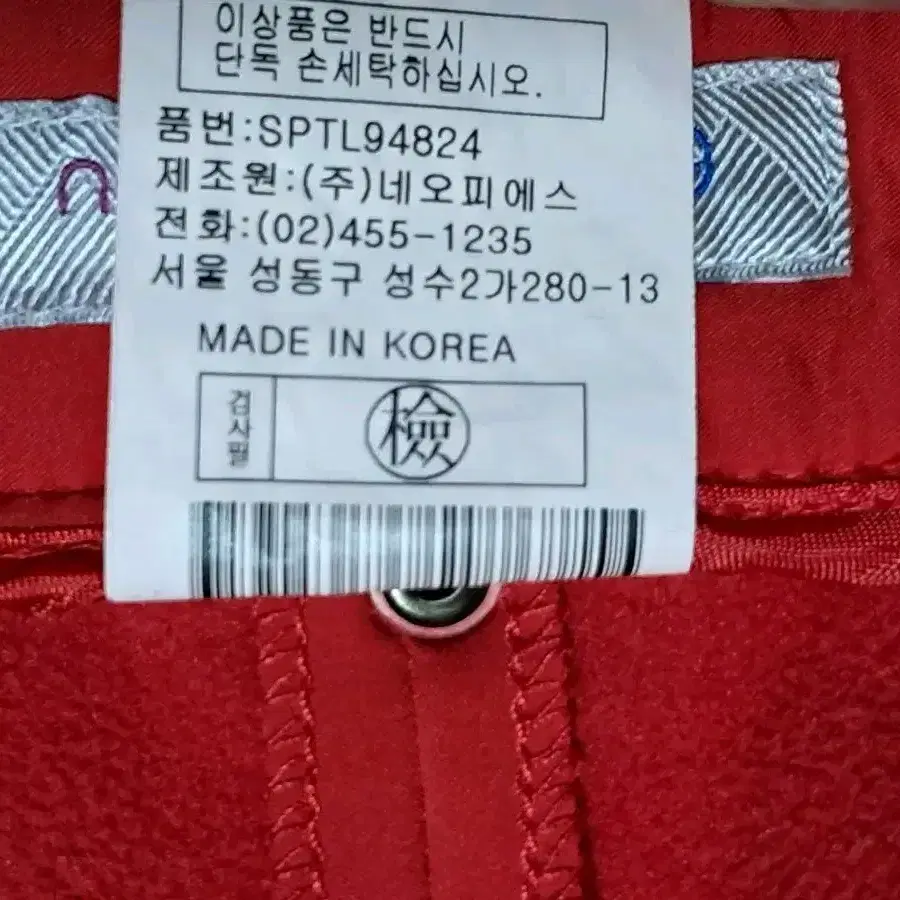 이상품은 반드시
단독 손세탁하십시오.
품번:SPTL94824
제조원:(주)네오피에스
전화:(02)455-1235
서울 성동구 성수2가280-13
MADE IN KOREA
검사필
檢